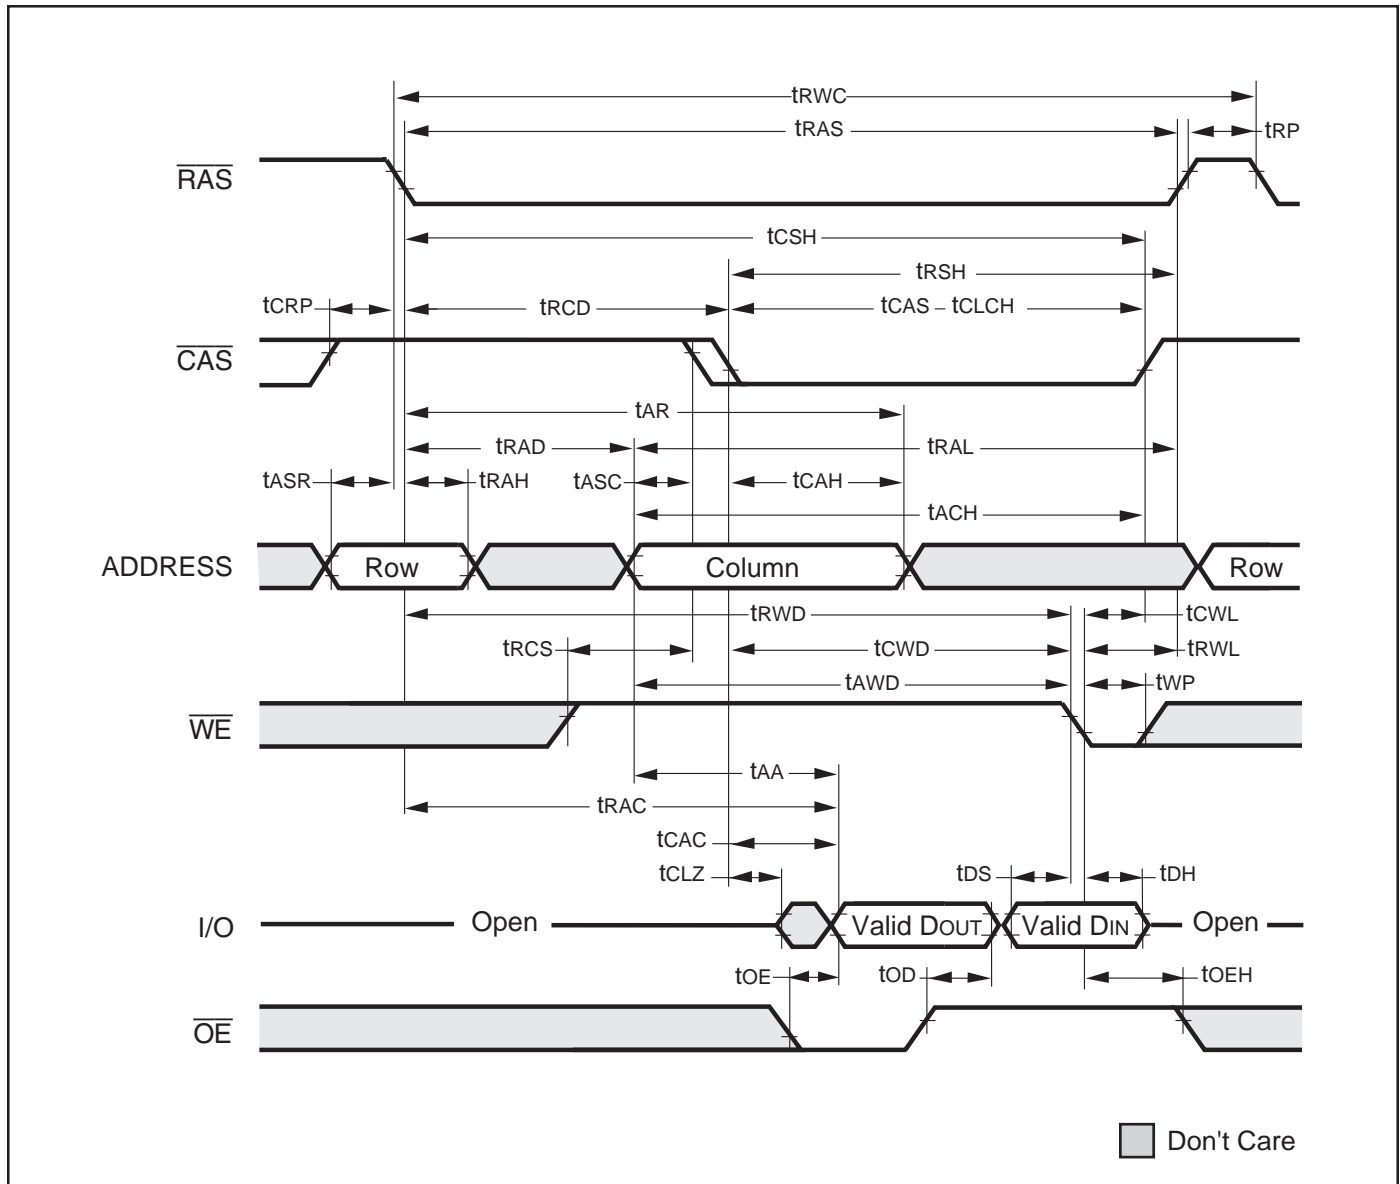 tRWC
tRAS tRP
RAS
tCSH
tRSH
tCRP tRCD tCAS – tCLCH
CAS
tAR
tRAD tRAL
tASR tRAH tASC tCAH
tACH
ADDRESS Row Column Row
tRWD tCWL
tRCS tCWD tRWL
tAWD tWP
WE
tAA
tRAC
tCAC
tCLZ tDS tDH
I/O Open Valid DOUT Valid DIN Open
tOE tOD tOEH
OE
Don't Care